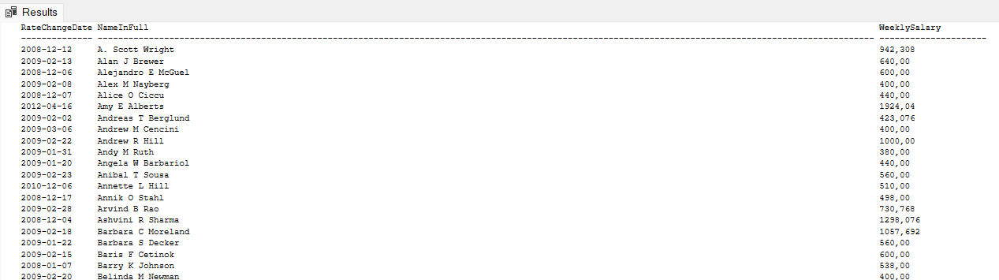 Results
RateChangeDate NameInFull WeeklySalary
-------------- -------------------------------------------------------------------------------------------------------------------------------------------------------- ---------------------
2008-12-12 A. Scott Wright 942,308
2009-02-13 Alan J Brewer 640,00
2008-12-06 Alejandro E McGuel 600,00
2009-02-08 Alex M Nayberg 400,00
2008-12-07 Alice O Ciccu 440,00
2012-04-16 Amy E Alberts 1924,04
2009-02-02 Andreas T Berglund 423,076
2009-03-06 Andrew M Cencini 400,00
2009-02-22 Andrew R Hill 1000,00
2009-01-31 Andy M Ruth 380,00
2009-01-20 Angela W Barbariol 440,00
2009-02-23 Anibal T Sousa 560,00
2010-12-06 Annette L Hill 510,00
2008-12-17 Annik O Stahl 498,00
2009-02-28 Arvind B Rao 730,768
2008-12-04 Ashvini R Sharma 1298,076
2009-02-18 Barbara C Moreland 1057,692
2009-01-22 Barbara S Decker 560,00
2009-02-15 Baris F Cetinok 600,00
2008-01-07 Barry K Johnson 538,00
2009-02-20 Belinda M Newman 400,00